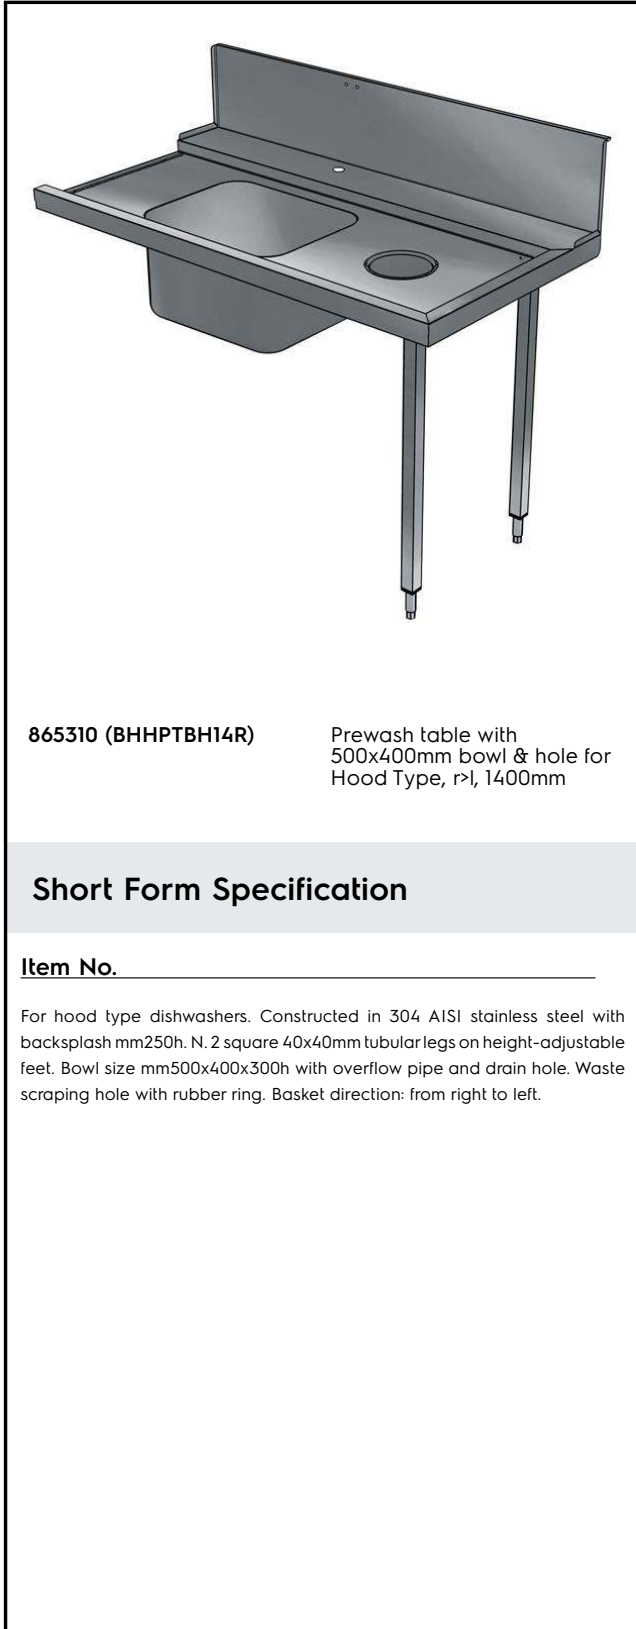 865310 (BHHPTBH14R)
Prewash table with
500x400mm bowl & hole for
Hood Type, r>l, 1400mm
Short Form Specification
Item No.
For hood type dishwashers. Constructed in 304 AISI stainless steel with
backsplash mm250h. N. 2 square 40x40mm tubular legs on height-adjustable
feet. Bowl size mm500x400x300h with overflow pipe and drain hole. Waste
scraping hole with rubber ring. Basket direction: from right to left.